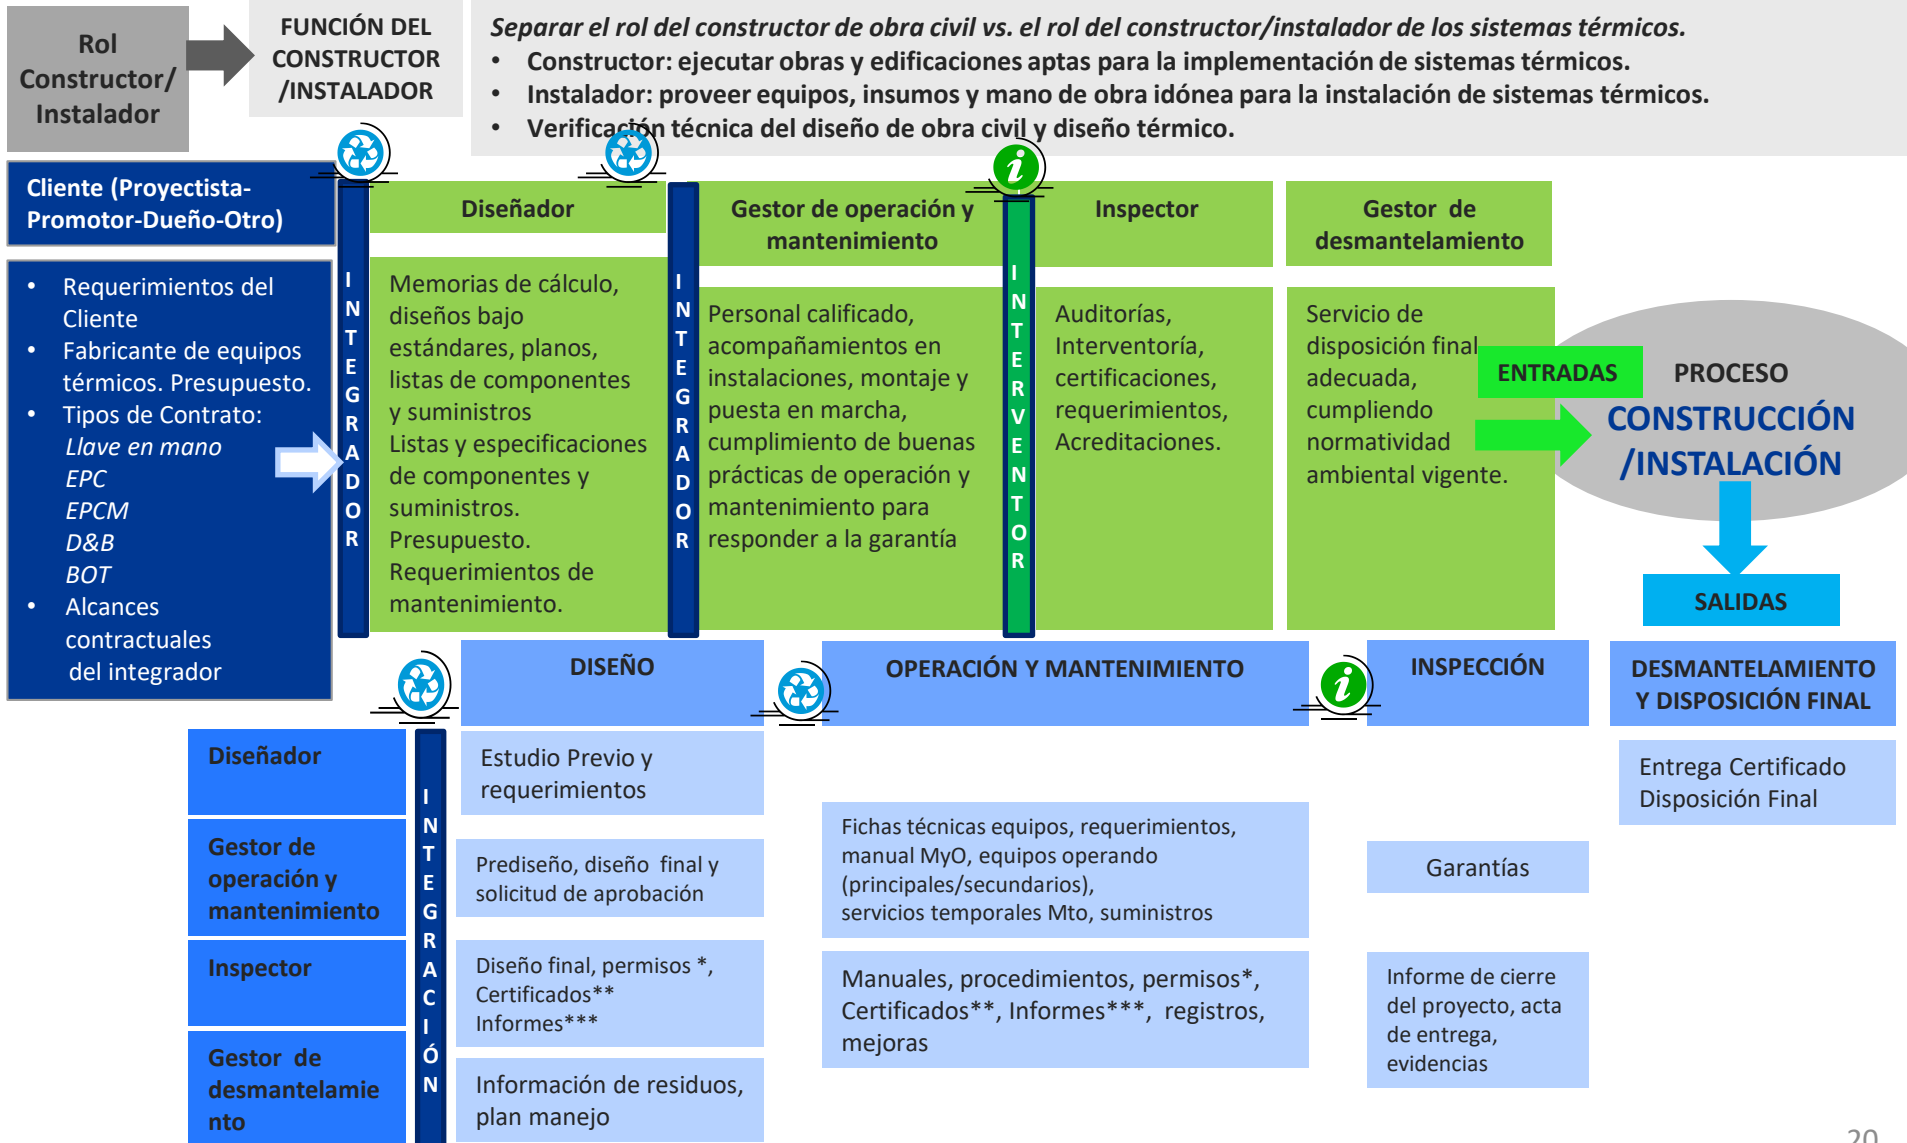 Rol
Constructor/
Instalador
FUNCIÓN DEL
CONSTRUCTOR
/INSTALADOR
Separar el rol del constructor de obra civil vs. el rol del constructor/instalador de los sistemas térmicos.
• Constructor: ejecutar obras y edificaciones aptas para la implementación de sistemas térmicos.
• Instalador: proveer equipos, insumos y mano de obra idónea para la instalación de sistemas térmicos.
• Verificación técnica del diseño de obra civil y diseño térmico.
Cliente (Proyectista-
Promotor-Dueño-Otro)
• Requerimientos del
Cliente
• Fabricante de equipos
térmicos. Presupuesto.
• Tipos de Contrato:
Llave en mano
EPC
EPCM
D&B
BOT
• Alcances
contractuales
del integrador
INTEGRADOR
Diseñador
Memorias de cálculo,
diseños bajo
estándares, planos,
listas de componentes
y suministros
Listas y especificaciones
de componentes y
suministros.
Presupuesto.
Requerimientos de
mantenimiento.
INTEGRADOR
Gestor de operación y
mantenimiento
Personal calificado,
acompañamientos en
instalaciones, montaje y
puesta en marcha,
cumplimiento de buenas
prácticas de operación y
mantenimiento para
responder a la garantía
i
INTERVENTOR
Inspector
Auditorías,
Interventoría,
certificaciones,
requerimientos,
Acreditaciones.
Gestor de
desmantelamiento
Servicio de
disposición final
adecuada,
cumpliendo
normatividad
ambiental vigente.
ENTRADAS
PROCESO
CONSTRUCCIÓN
/INSTALACIÓN
SALIDAS
DISEÑO
OPERACIÓN Y MANTENIMIENTO
i
INSPECCIÓN
DESMANTELAMIENTO
Y DISPOSICIÓN FINAL
Diseñador
Gestor de
operación y
mantenimiento
Inspector
Gestor de
desmantelamie
nto
INTEGRACIÓN
Estudio Previo y
requerimientos
Prediseño, diseño final y
solicitud de aprobación
Diseño final, permisos *,
Certificados**
Informes***
Información de residuos,
plan manejo
Fichas técnicas equipos, requerimientos,
manual MyO, equipos operando
(principales/secundarios),
servicios temporales Mto, suministros
Manuales, procedimientos, permisos*,
Certificados**, Informes***, registros,
mejoras
Garantías
Informe de cierre
del proyecto, acta
de entrega,
evidencias
Entrega Certificado
Disposición Final
20